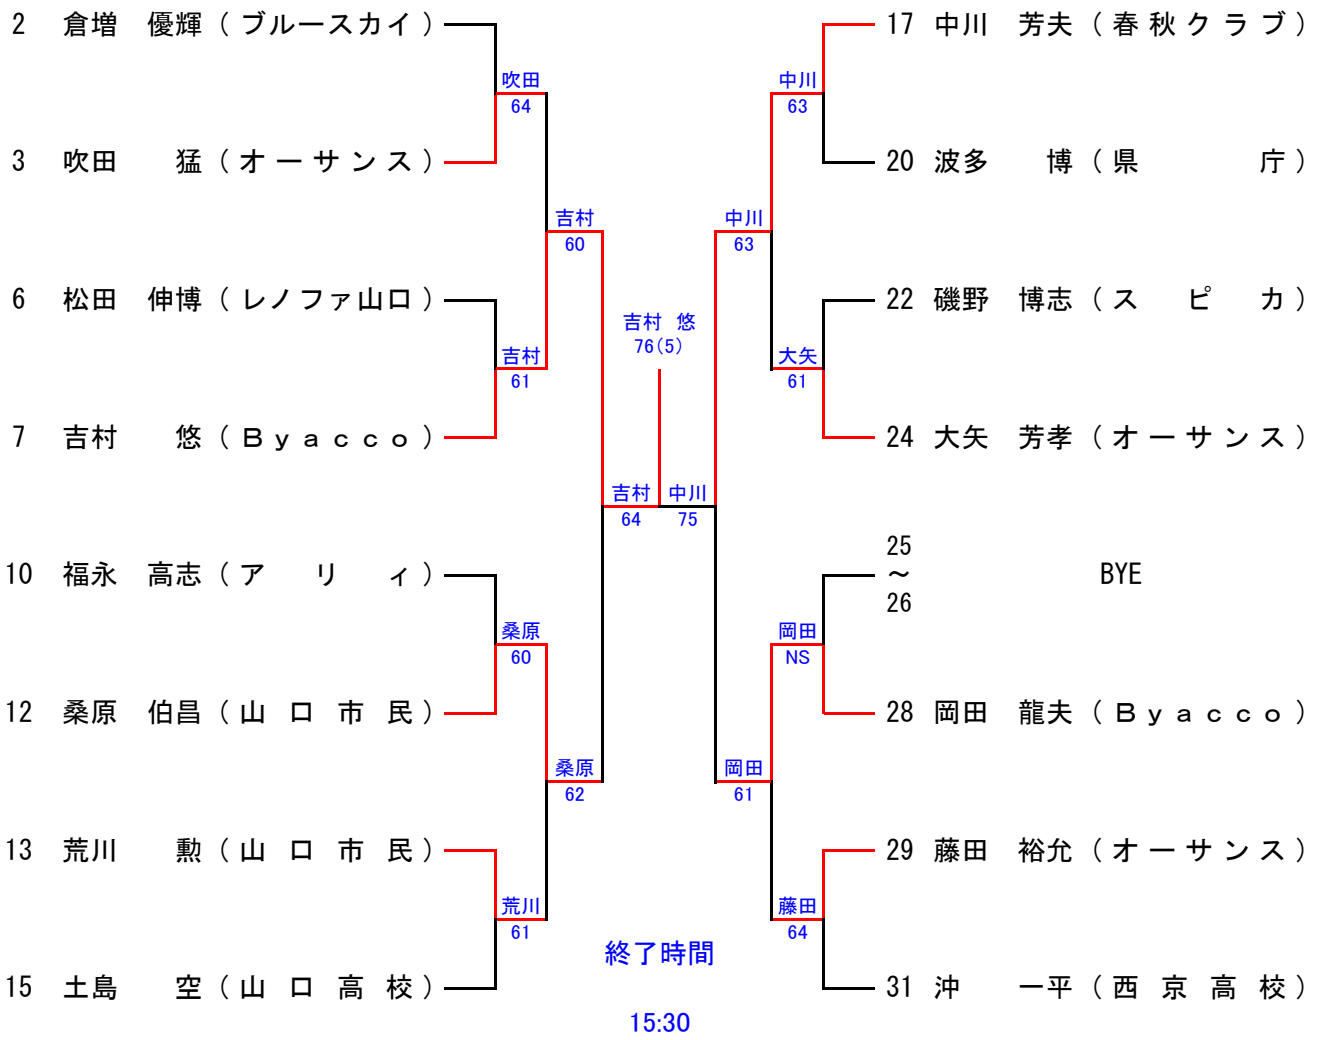 2 倉増 優輝 (ブルースカイ)
吹田
64
3 吹田 猛 (オーサンス)
吉村
60
6 松田 伸博 (レノファ山口)
吉村
61
7 吉村 悠 (Byacco)
吉村
64
10 福永 高志 (アリィ)
桑原
60
12 桑原 伯昌 (山口市民)
桑原
62
13 荒川 勲 (山口市民)
荒川
61
15 土島 空 (山口高校)
吉村 悠
76(5)
17 中川 芳夫 (春秋クラブ)
中川
63
20 波多 博 (県庁)
中川
63
22 磯野 博志 (スピカ)
大矢
61
24 大矢 芳孝 (オーサンス)
中川
75
25
~
26
BYE
岡田
NS
28 岡田 龍夫 (Byacco)
岡田
61
29 藤田 裕允 (オーサンス)
藤田
64
31 沖 一平 (西京高校)
終了時間
15:30